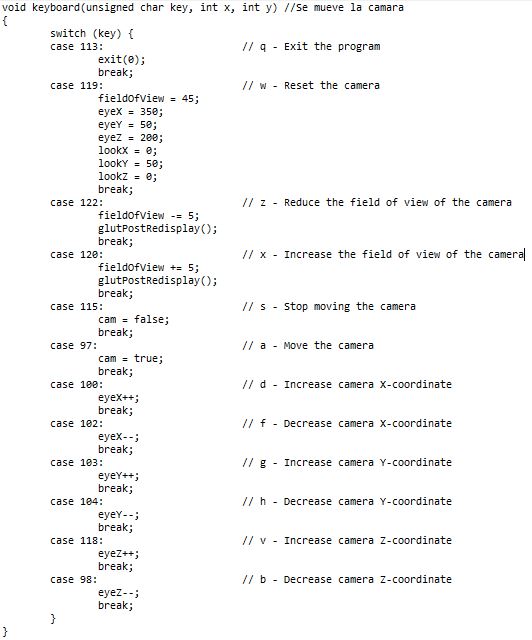 void keyboard(unsigned char key, int x, int y) //Se mueve la camara
{
switch (key) {
case 113: // q - Exit the program
exit(0);
break;
case 119: // w - Reset the camera
fieldOfView = 45;
eyeX = 350;
eyeY = 50;
eyeZ = 200;
lookX = 0;
lookY = 50;
lookZ = 0;
break;
case 122: // z - Reduce the field of view of the camera
fieldOfView -= 5;
glutPostRedisplay();
break;
case 120: // x - Increase the field of view of the camera
fieldOfView += 5;
glutPostRedisplay();
break;
case 115: // s - Stop moving the camera
cam = false;
break;
case 97: // a - Move the camera
cam = true;
break;
case 100: // d - Increase camera X-coordinate
eyeX++;
break;
case 102: // f - Decrease camera X-coordinate
eyeX--;
break;
case 103: // g - Increase camera Y-coordinate
eyeY++;
break;
case 104: // h - Decrease camera Y-coordinate
eyeY--;
break;
case 118: // v - Increase camera Z-coordinate
eyeZ++;
break;
case 98: // b - Decrease camera Z-coordinate
eyeZ--;
break;
}
}